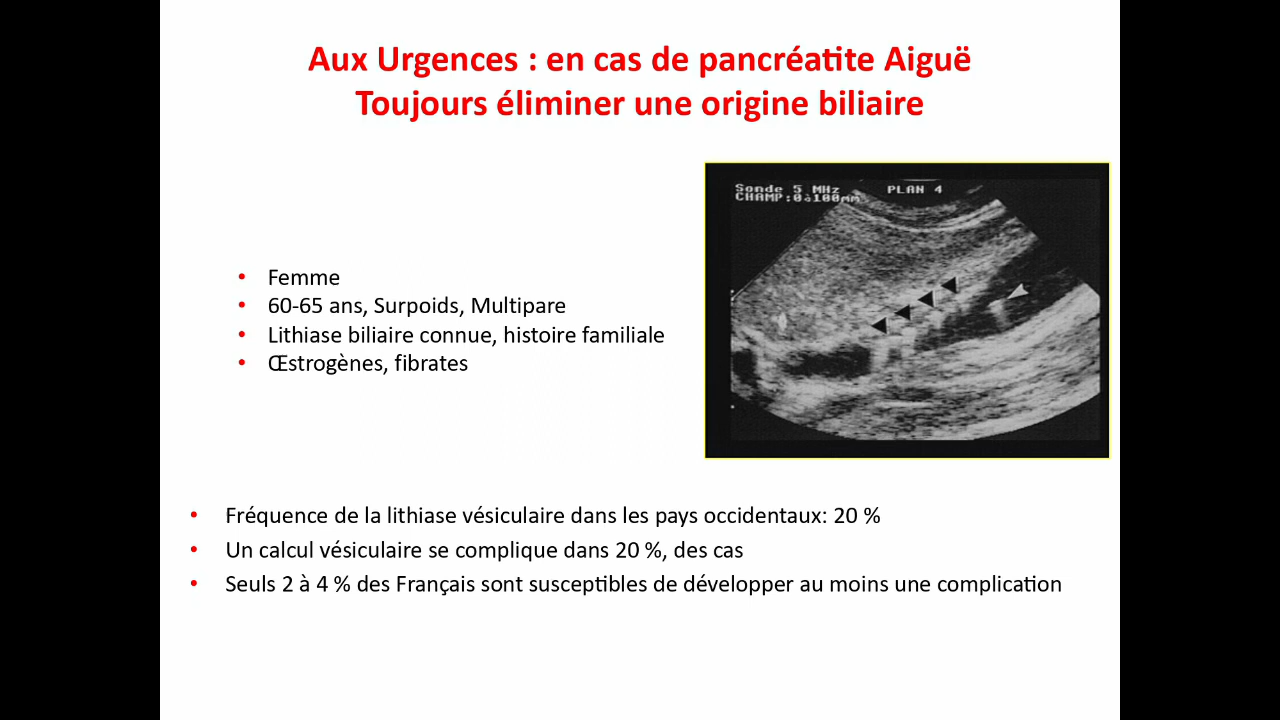 Aux Urgences : en cas de pancréatite Aiguë
Toujours éliminer une origine biliaire
Sonde 5 MHz
PLAN 4
CHAMP:0à100mm
• Femme
• 60-65 ans, Surpoids, Multipare
• Lithiase biliaire connue, histoire familiale
• Œstrogènes, fibrates
• Fréquence de la lithiase vésiculaire dans les pays occidentaux: 20 %
• Un calcul vésiculaire se complique dans 20 %, des cas
• Seuls 2 à 4 % des Français sont susceptibles de développer au moins une complication